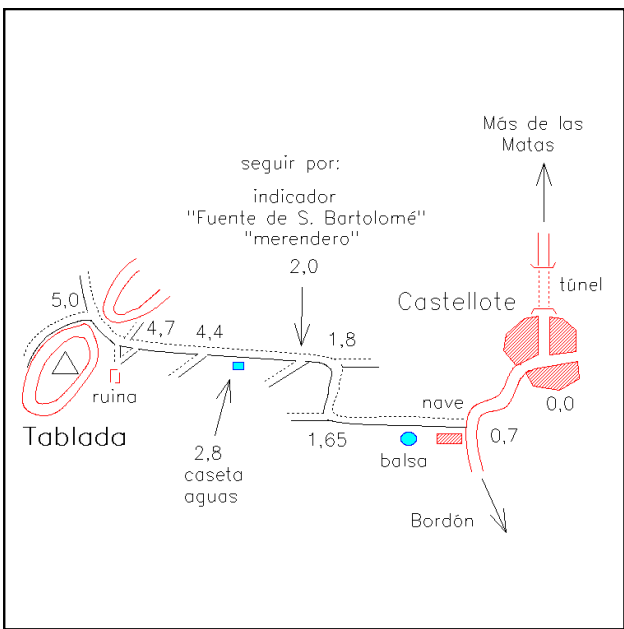 Más de las
Matas
seguir por:
indicador
"Fuente de S. Bartolomé"
"merendero"
2,0
túnel
Castellote
5,0
4,7
4,4
1,8
ruina
nave
0,0
Tablada
1,65
0,7
2,8
caseta
aguas
balsa
Bordón